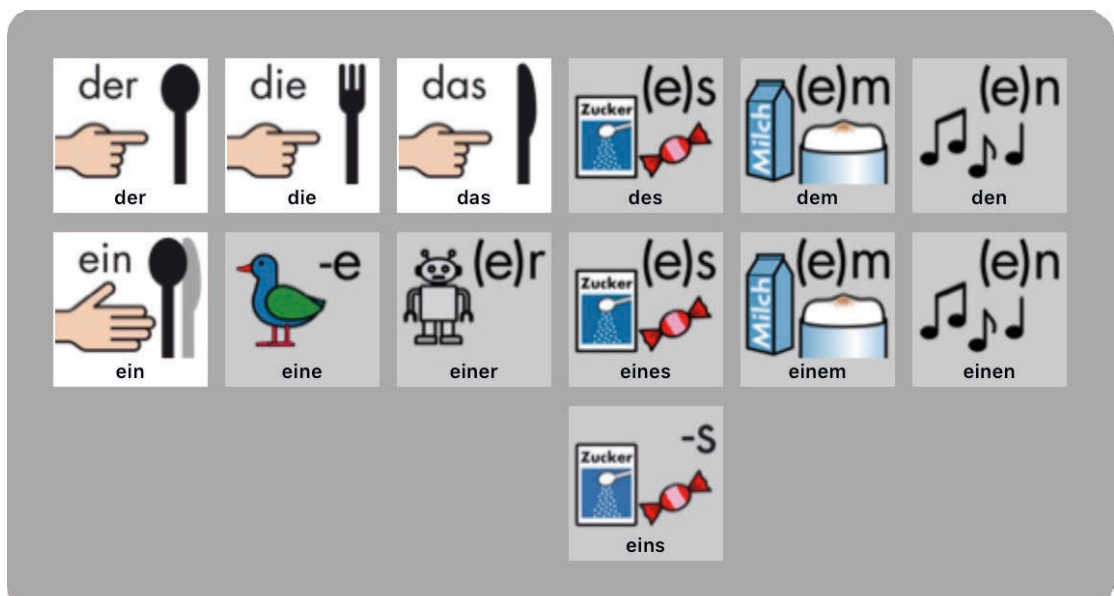 der die das (e)s (e)m (e)n
Zucker Milch
der die das des dem den
ein -e (e)r (e)s (e)m (e)n
Zucker Milch
ein eine einer eines einem einen
-s
Zucker
eins